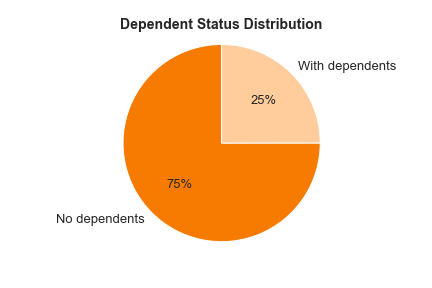 Dependent Status Distribution
With dependents
25%
75%
No dependents